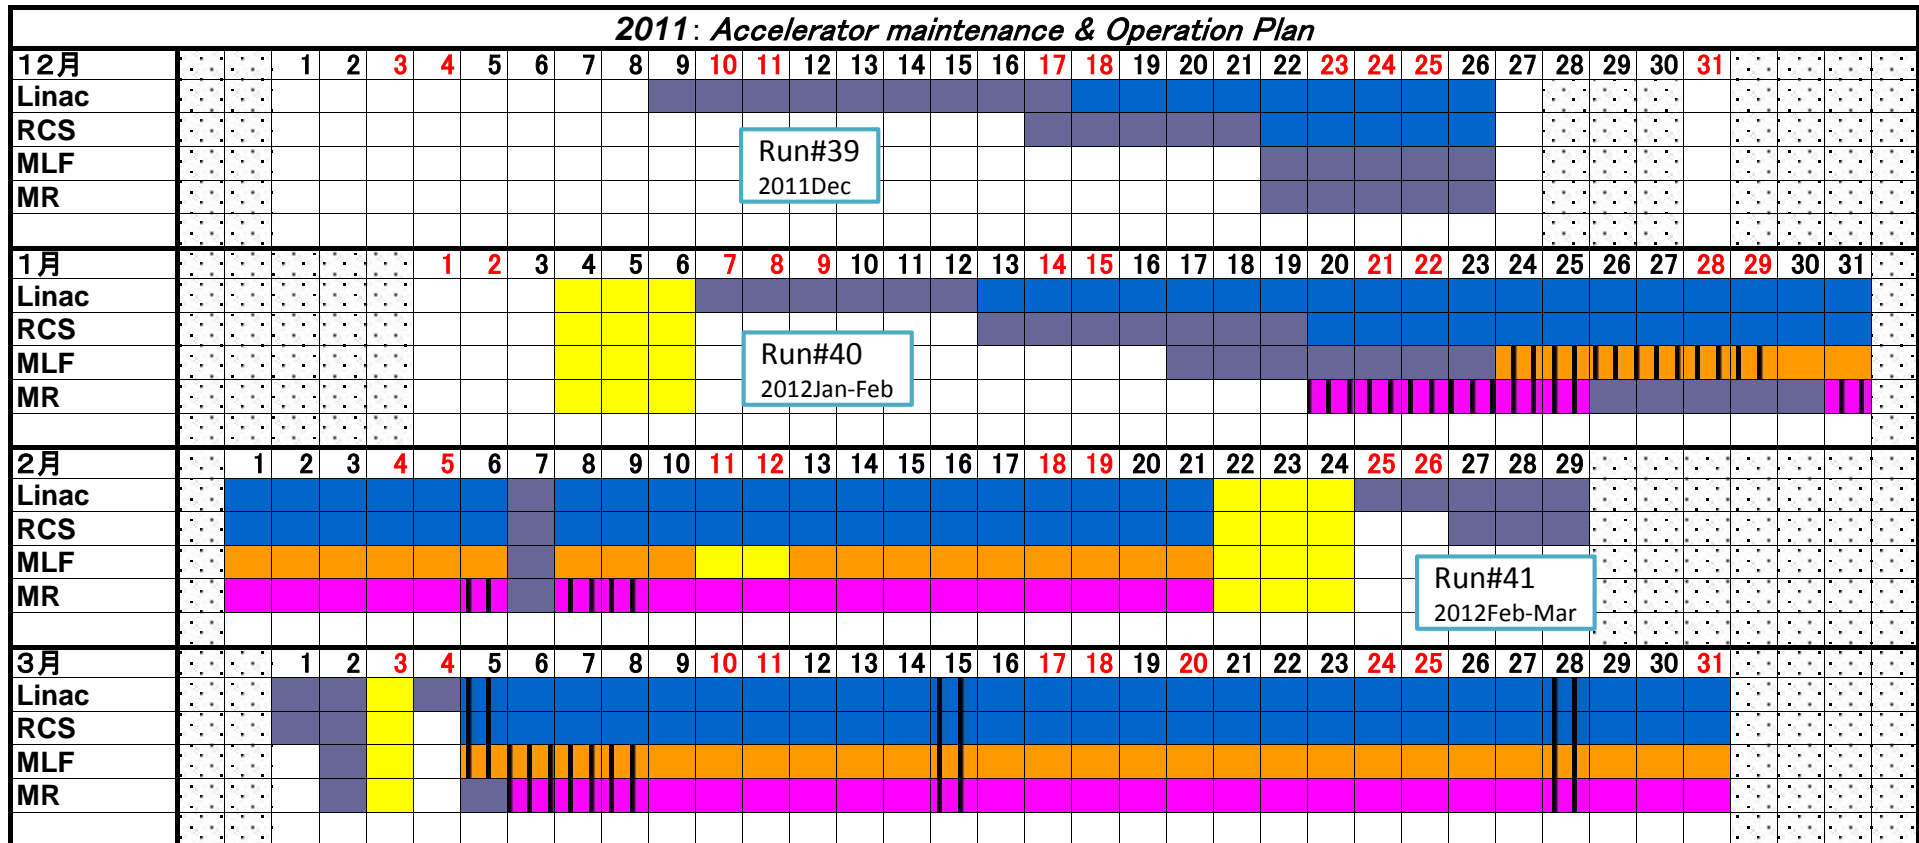 2011: Accelerator maintenance & Operation Plan
12月 1 2 3 4 5 6 7 8 9 10 11 12 13 14 15 16 17 18 19 20 21 22 23 24 25 26 27 28 29 30 31
Linac
RCS
MLF
MR
Run#39
2011Dec
1月 1 2 3 4 5 6 7 8 9 10 11 12 13 14 15 16 17 18 19 20 21 22 23 24 25 26 27 28 29 30 31
Linac
RCS
MLF
MR
Run#40
2012Jan-Feb
2月 1 2 3 4 5 6 7 8 9 10 11 12 13 14 15 16 17 18 19 20 21 22 23 24 25 26 27 28 29
Linac
RCS
MLF
MR
Run#41
2012Feb-Mar
3月 1 2 3 4 5 6 7 8 9 10 11 12 13 14 15 16 17 18 19 20 21 22 23 24 25 26 27 28 29 30 31
Linac
RCS
MLF
MR